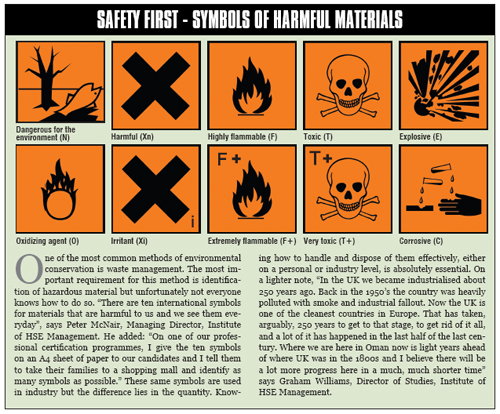 SAFETY FIRST - SYMBOLS OF HARMFUL MATERIALS
Dangerous for the
environment (N)
Harmful (Xn)
Highly flammable (F)
Toxic (T)
Explosive (E)
F+
T+
i
Oxidizing agent (O)
Irritant (Xi)
Extremely flammable (F+)
Very toxic (T+)
Corrosive (C)
One of the most common methods of environmental
conservation is waste management. The most im-
portant requirement for this method is identifica-
tion of hazardous material but unfortunately not everyone
knows how to do so. “There are ten international symbols
for materials that are harmful to us and we see them eve-
ryday”, says Peter McNair, Managing Director, Institute
of HSE Management. He added: “On one of our pro-
fessional certification programmes, I give the ten symbols
on an A4 sheet of paper to our candidates and I tell them
to take their families to a shopping mall and identify as
many symbols as possible.” These same symbols are used
in industry but the difference lies in the quantity. Know-
ing how to handle and dispose of them effectively, either
on a personal or industry level, is absolutely essential. On
a lighter note, “In the UK we became industrialised about
250 years ago. Back in the 1950’s the country was heavily
polluted with smoke and industrial fallout. Now the UK is
one of the cleanest countries in Europe. That has taken,
arguably, 250 years to get to that stage, to get rid of it all,
and a lot of it has happened in the last half of the last cen-
tury. Where we are here in Oman now is light years ahead
of where UK was in the 1800s and I believe there will be
a lot more progress here in a much, much shorter time”
says Graham Williams, Director of Studies, Institute of
HSE Management.